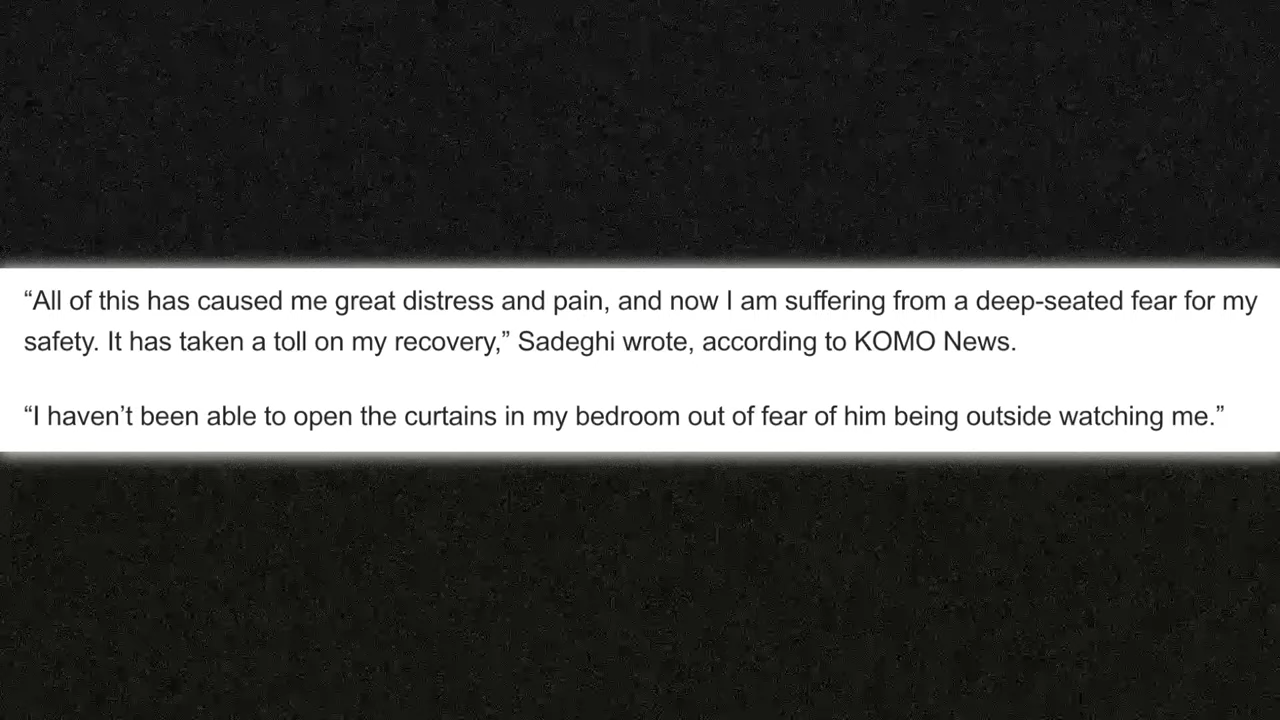 “All of this has caused me great distress and pain, and now I am suffering from a deep-seated fear for my
safety. It has taken a toll on my recovery,” Sadeghi wrote, according to KOMO News.
“I haven’t been able to open the curtains in my bedroom out of fear of him being outside watching me.”